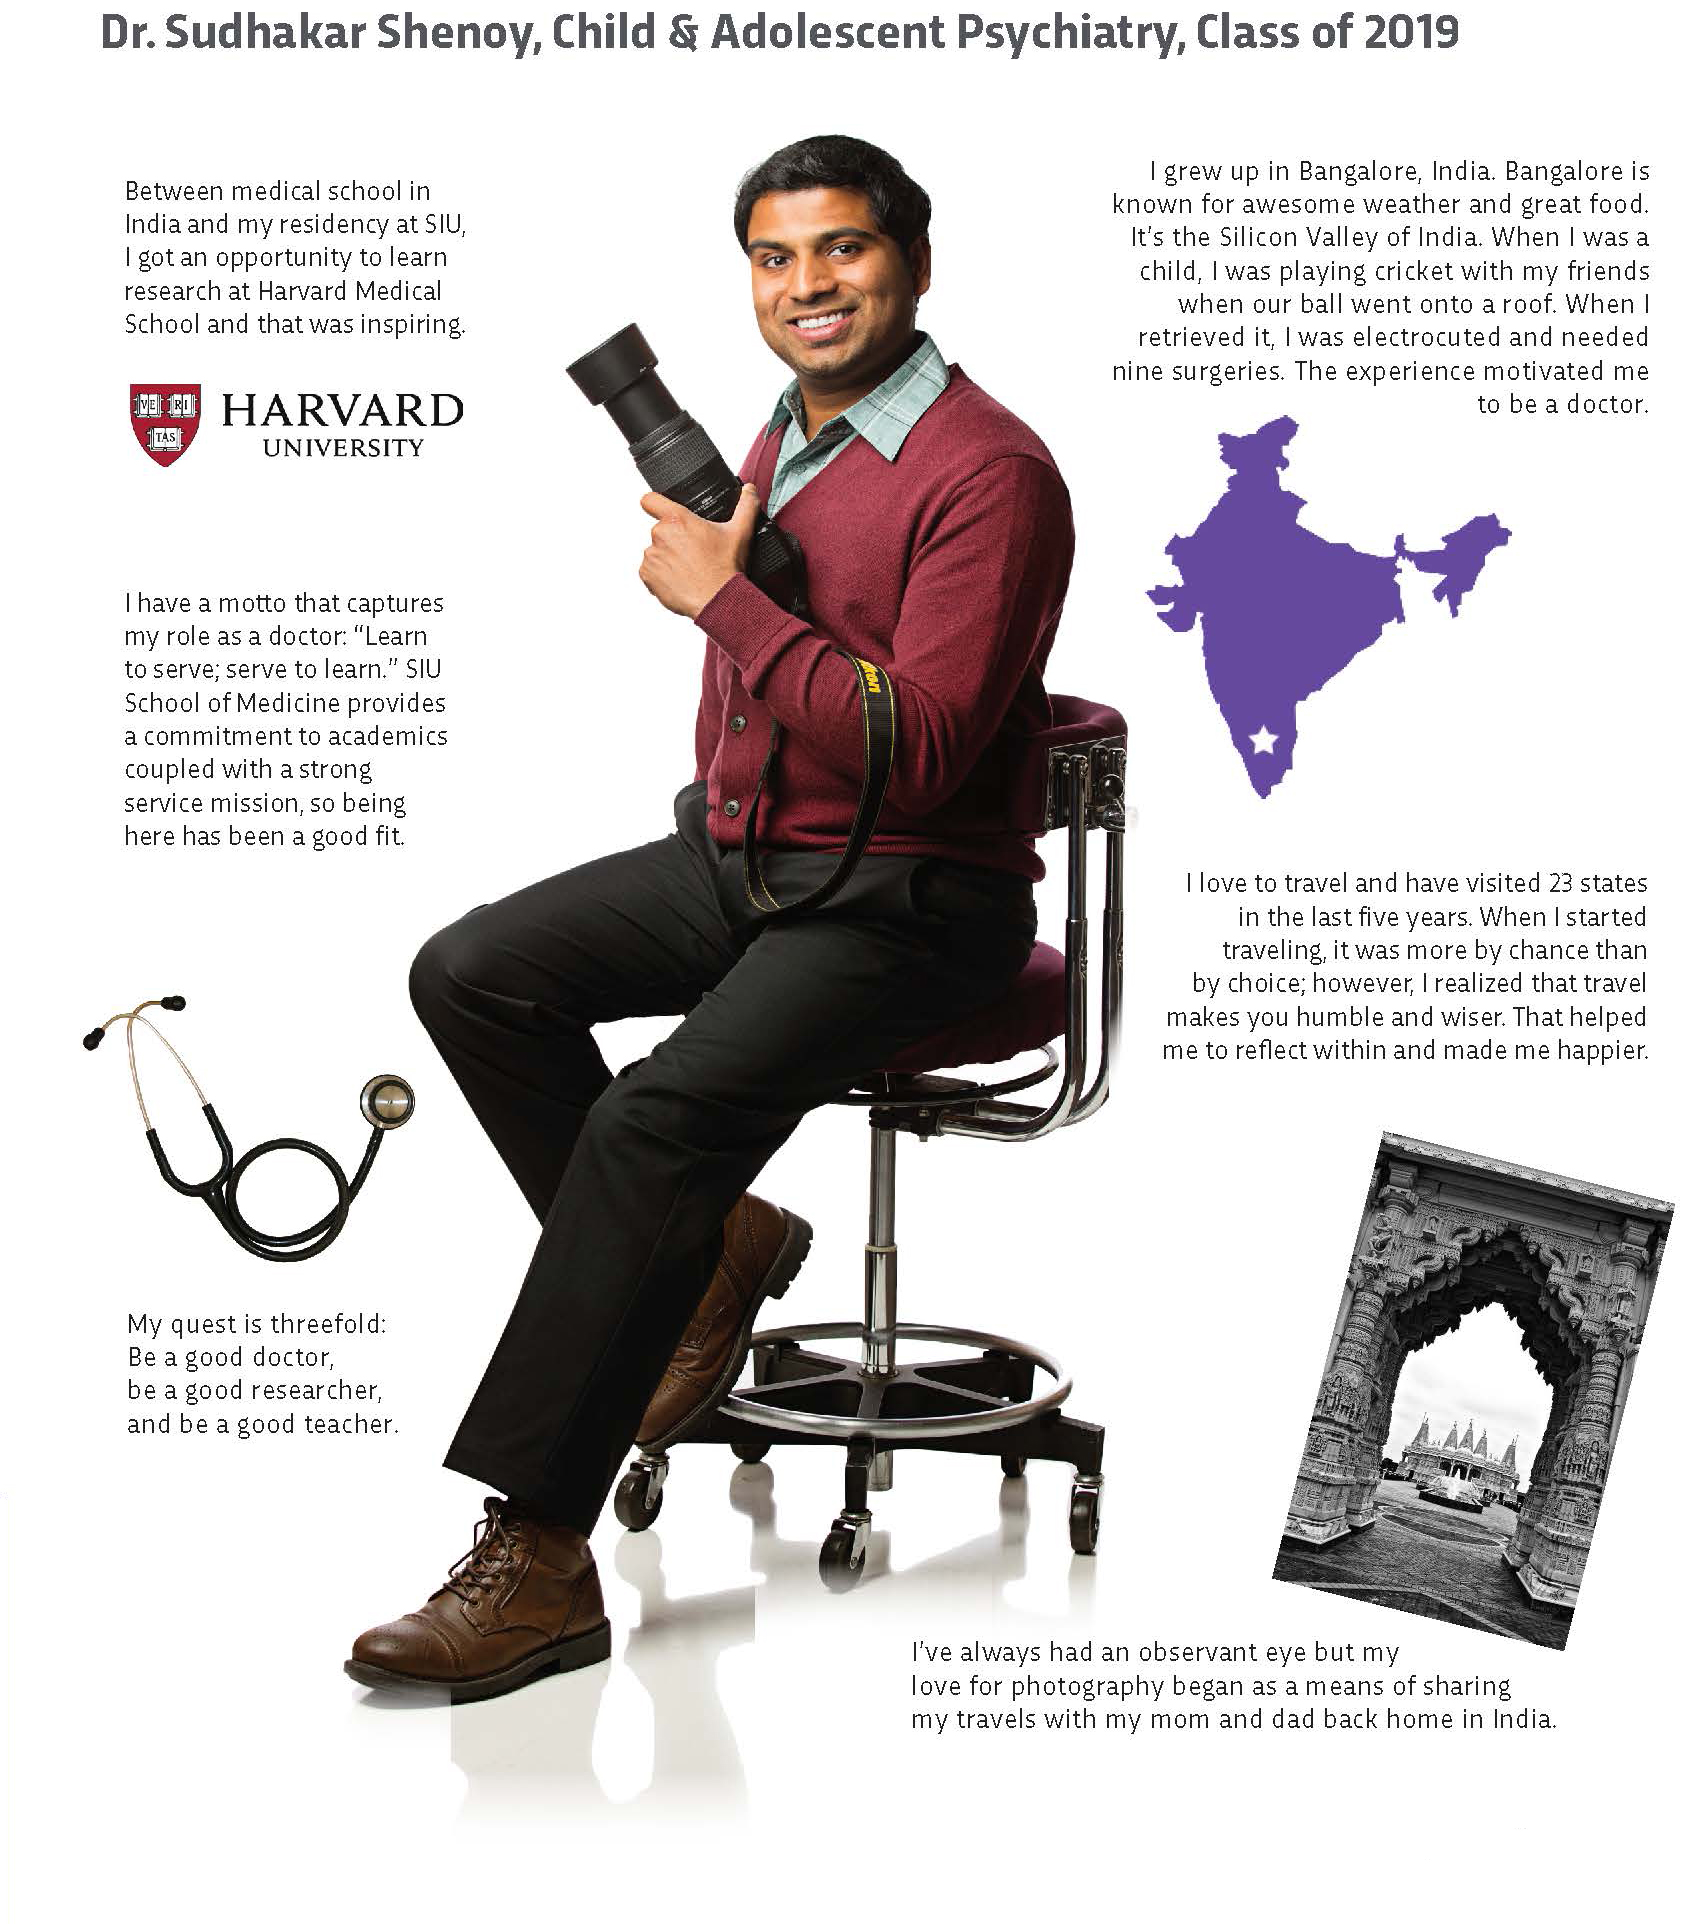 Dr. Sudhakar Shenoy, Child & Adolescent Psychiatry, Class of 2019
Between medical school in
India and my residency at SIU,
I got an opportunity to learn
research at Harvard Medical
School and that was inspiring.
VE RI
TAS
HARVARD
UNIVERSITY
I have a motto that captures
my role as a doctor: “Learn
to serve; serve to learn.” SIU
School of Medicine provides
a commitment to academics
coupled with a strong
service mission, so being
here has been a good fit.
My quest is threefold:
Be a good doctor,
be a good researcher,
and be a good teacher.
I grew up in Bangalore, India. Bangalore is
known for awesome weather and great food.
It's the Silicon Valley of India. When I was a
child, I was playing cricket with my friends
when our ball went onto a roof. When I
retrieved it, I was electrocuted and needed
nine surgeries. The experience motivated me
to be a doctor.
I love to travel and have visited 23 states
in the last five years. When I started
traveling, it was more by chance than
by choice; however, I realized that travel
makes you humble and wiser. That helped
me to reflect within and made me happier.
I've always had an observant eye but my
love for photography began as a means of sharing
my travels with my mom and dad back home in India.